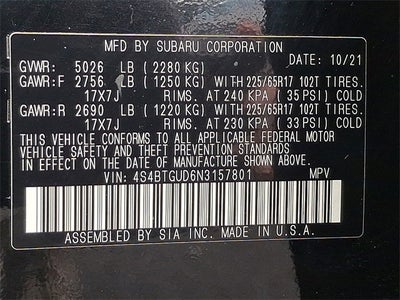 MFD BY SUBARU CORPORATION
GVWR: 5026 LB (2280 KG) DATE: 10/21
GAWR:F 2756 LB (1250 KG) WITH 225/65R17 102T TIRES.
17X7J RIMS. AT 240 KPA (35 PSI) COLD
GAWR:R 2690 LB (1220 KG) WITH 225/65R17 102T TIRES.
17X7J RIMS. AT 230 KPA (33 PSI) COLD
THIS VEHICLE CONFORMS TO ALL APPLICABLE FEDERAL MOTOR
VEHICLE SAFETY AND THEFT PREVENTION STANDARDS
IN EFFECT ON THE DATE OF MANUFACTURE SHOWN ABOVE.
VIN: 4S4BTGUD6N3157801 MPV
ASSEMBLED BY SIA INC. MADE IN U.S.A.